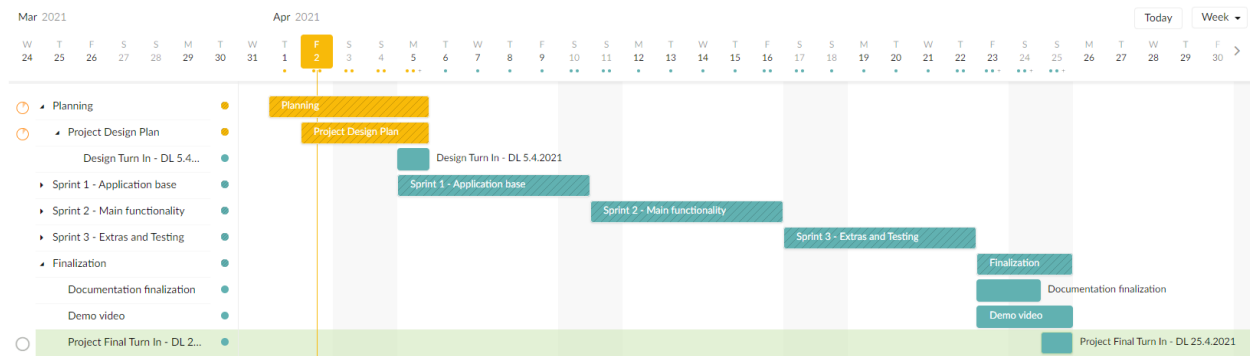 Mar 2021 Apr 2021 Today Week
W T F S S M T W T F S S M T W T F S S M T W T F S S M T W T F S S M T W T F
24 25 26 27 28 29 30 31 1 2 3 4 5 6 7 8 9 10 11 12 13 14 15 16 17 18 19 20 21 22 23 24 25 26 27 28 29 30
Planning Planning
Project Design Plan Project Design Plan
Design Turn In - DL 5.4... Design Turn In - DL 5.4.2021
Sprint 1 - Application base Sprint 1 - Application base
Sprint 2 - Main functionality Sprint 2 - Main functionality
Sprint 3 - Extras and Testing Sprint 3 - Extras and Testing
Finalization Finalization
Documentation finalization Documentation finalization
Demo video Demo video
Project Final Turn In - DL 2... Project Final Turn In - DL 25.4.2021